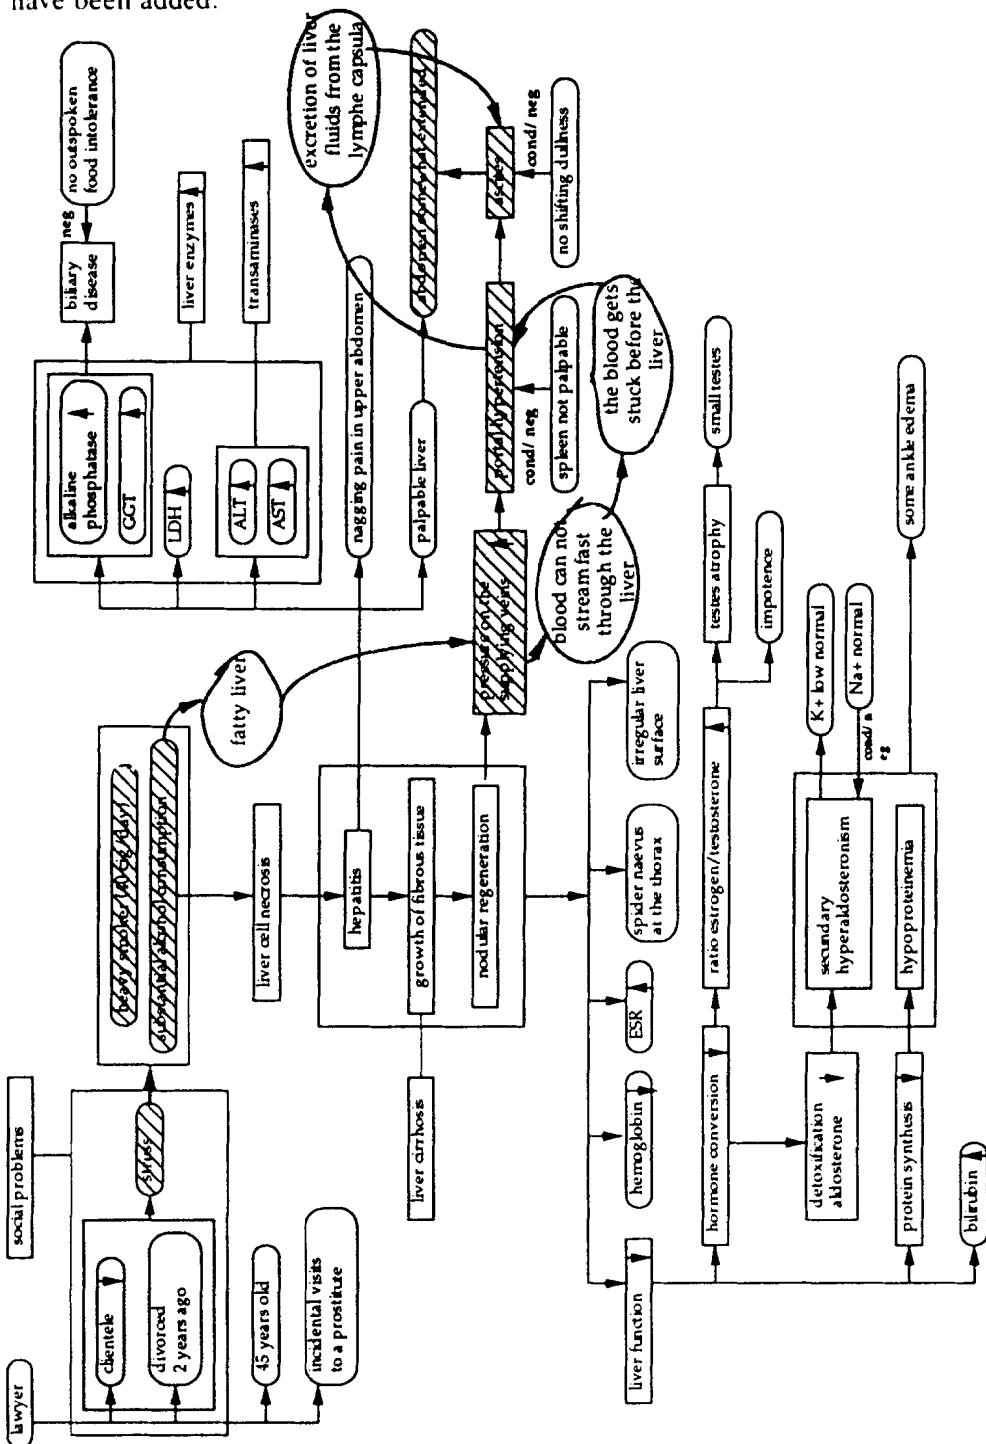 have been added.
lawyer
social problems
clientele
divorced
2 years ago
45 years old
incidental visits
to a prostitute
stress
heavy smoker
substantial alcohol consumption
fatty liver
liver cell necrosis
hepatitis
growth of fibrous tissue
nodular regeneration
liver cirrhosis
alkaline
phosphatase
GGT
LDH
ALT
AST
biliary
disease
neg
no outspoken
food intolerance
liver enzymes
transaminases
nagging pain in upper abdomen
palpable liver
abdomen somewhat extended
excretion of liver
fluids from the
lymphe capsula
pressure on the
supplying veins
portal hypertension
ascites
cond/ neg
spleen not palpable
cond/ neg
no shifting dullness
blood can not
stream fast
through the
liver
the blood gets
stuck before the
liver
liver function
hemoglobin
ESR
spider naevus
at the thorax
irregular liver
surface
hormone conversion
ratio estrogen/testosterone
testes atrophy
small testes
impotence
detoxification
aldosterone
secundary
hyperaldosteronism
K+ low normal
Na+ normal
cond/ n
eg
protein synthesis
hypoproteinemia
some ankle edema
bilirubin